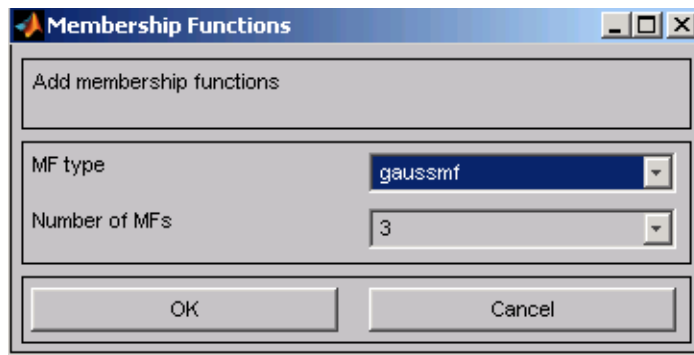 Membership Functions
Add membership functions
MF type
gaussmf
Number of MFs
3
OK
Cancel